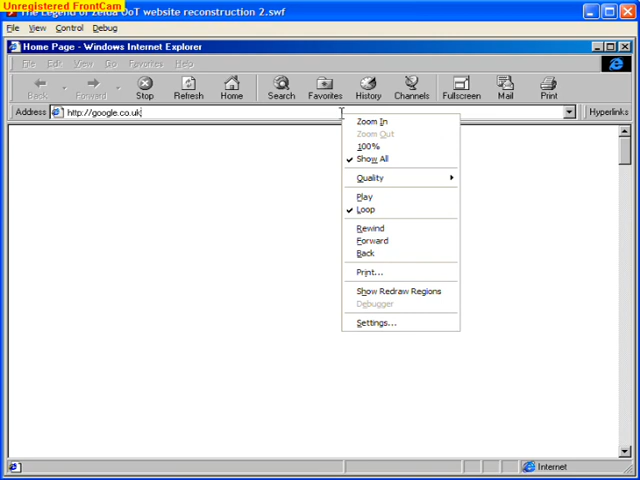 Unregistered FrontCam
The Legend of Zelda OoT website reconstruction 2.swf
File View Control Debug
Home Page - Windows Internet Explorer
File Edit View Go Favorites Help
Back Forward Stop Refresh Home Search Favorites History Channels Fullscreen Mail Print
Address http://google.co.uk Hyperlinks
Zoom In
Zoom Out
100%
Show All
Quality
Play
Loop
Rewind
Forward
Back
Print...
Show Redraw Regions
Debugger
Settings...
Internet